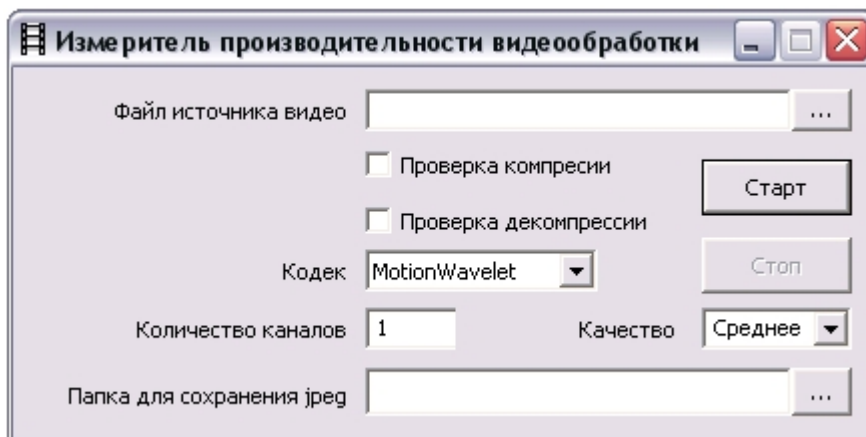 Измеритель производительности видеообработки
Файл источника видео ...
Проверка компресии
Старт
Проверка декомпрессии
Кодек MotionWavelet
Стоп
Количество каналов 1 Качество Среднее
Папка для сохранения jpeg ...